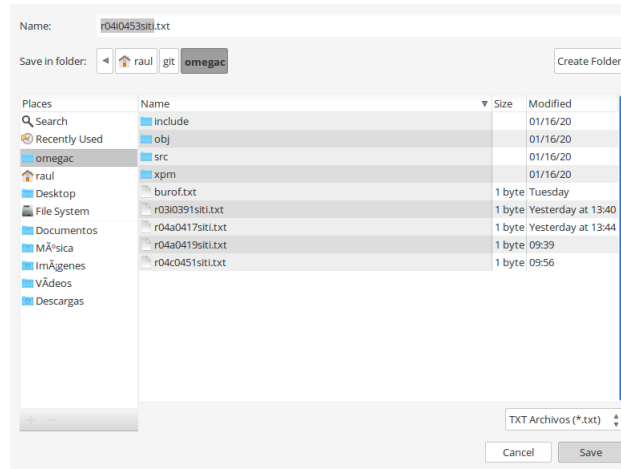 Name: r04i0453siti.txt
Save in folder: raul git omegac Create Folder
Places Name Size Modified
Search include 01/16/20
Recently Used obj 01/16/20
omegac src 01/16/20
raul xpm 01/16/20
Desktop burof.txt 1 byte Tuesday
File System r03i0391siti.txt 1 byte Yesterday at 13:40
Documentos r04a0417siti.txt 1 byte Yesterday at 13:44
MÃºsica r04a0419siti.txt 1 byte 09:39
ImÃ¡genes r04c0451siti.txt 1 byte 09:56
VÃdeos
Descargas
TXT Archivos (*.txt)
Cancel Save